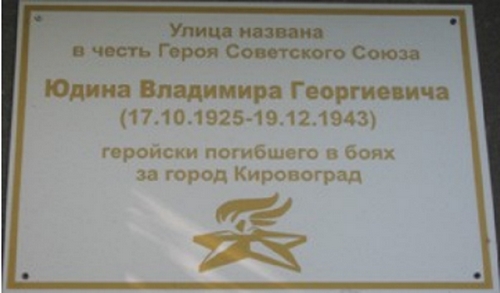 Улица названа
в честь Героя Советского Союза
Юдина Владимира Георгиевича
(17.10.1925-19.12.1943)
геройски погибшего в боях
за город Кировоград